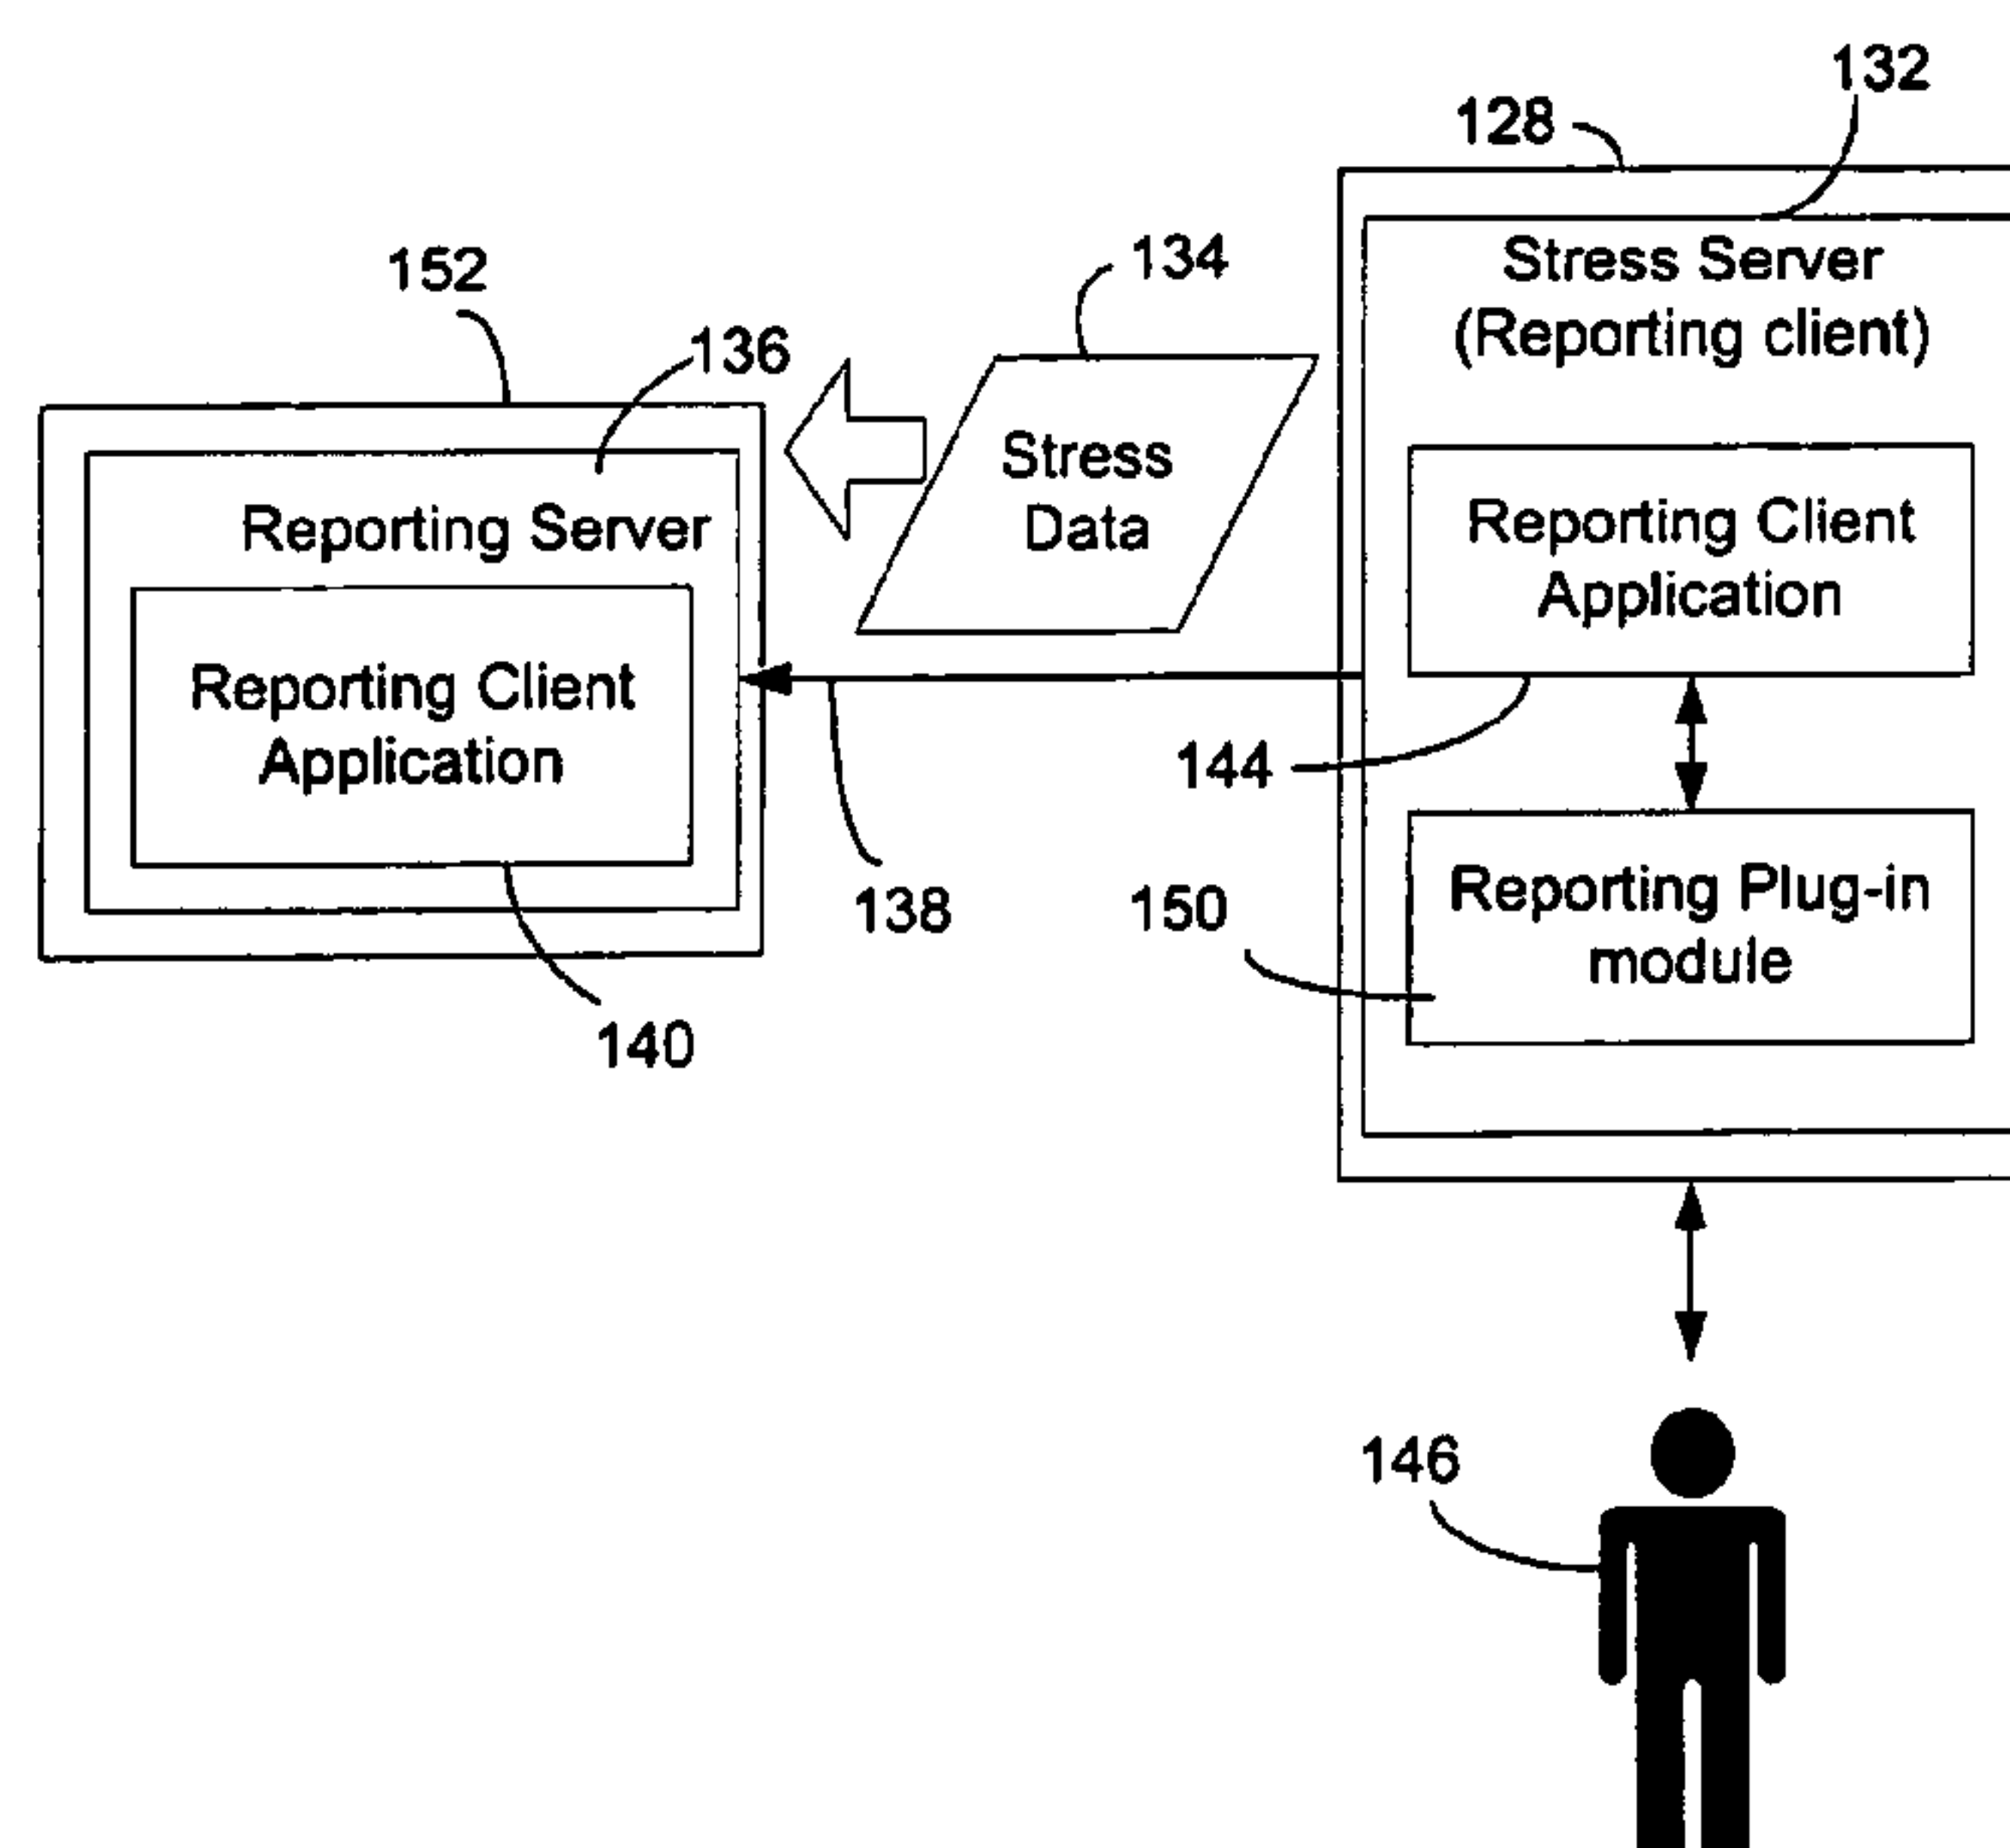 132
128
Stress Server
(Reporting client)
134
152
136
Stress
Data
Reporting Server
Reporting Client
Application
Reporting Client
Application
144
138
150
Reporting Plug-in
module
140
146